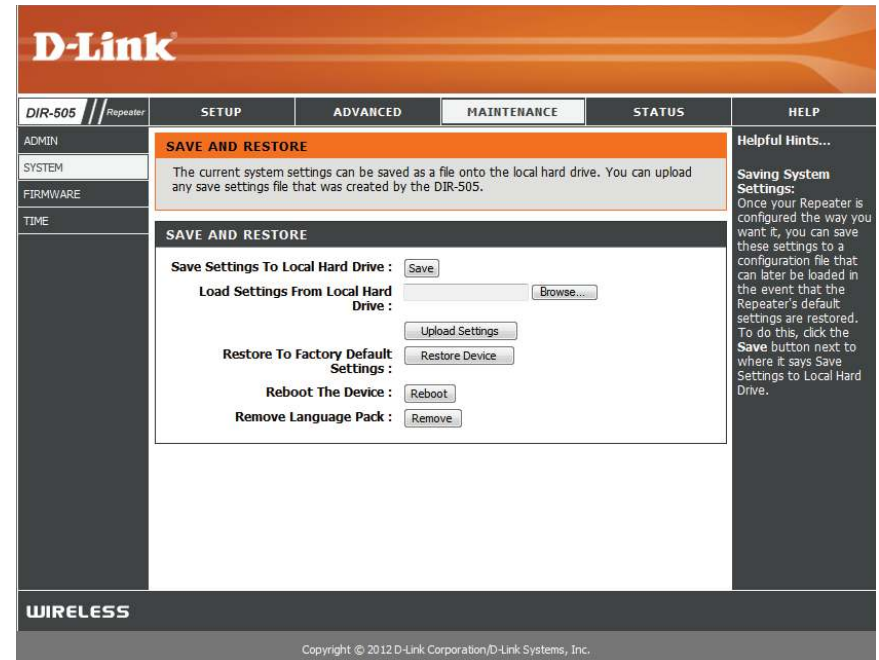 D-Link
DIR-505 Repeater
SETUP
ADVANCED
MAINTENANCE
STATUS
HELP
ADMIN
SYSTEM
FIRMWARE
TIME
SAVE AND RESTORE
The current system settings can be saved as a file onto the local hard drive. You can upload
any save settings file that was created by the DIR-505.
SAVE AND RESTORE
Save Settings To Local Hard Drive : Save
Load Settings From Local Hard
Drive : Browse...
Upload Settings
Restore To Factory Default
Settings : Restore Device
Reboot The Device : Reboot
Remove Language Pack : Remove
Helpful Hints...
Saving System
Settings:
Once your Repeater is
configured the way you
want it, you can save
these settings to a
configuration file that
can later be loaded in
the event that the
Repeater's default
settings are restored.
To do this, click the
Save button next to
where it says Save
Settings to Local Hard
Drive.
WIRELESS
Copyright © 2012 D-Link Corporation/D-Link Systems, Inc.